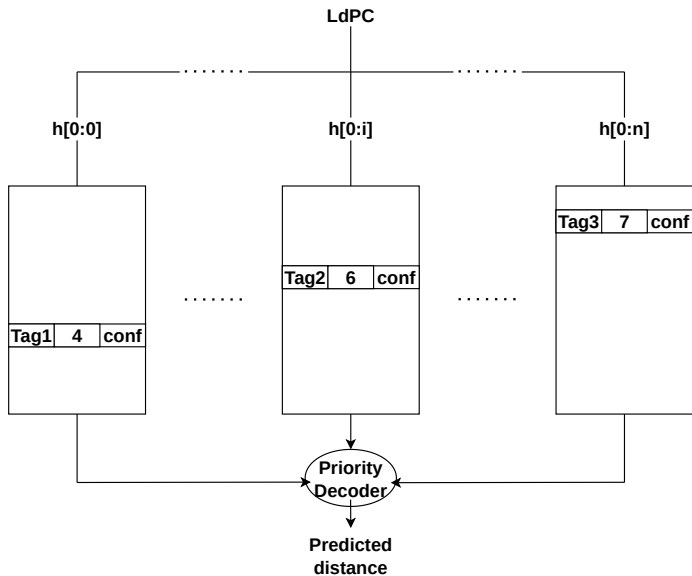 LdPC
h[0:0]
h[0:i]
h[0:n]
Tag3 7 conf
Tag2 6 conf
Tag1 4 conf
Priority
Decoder
Predicted
distance